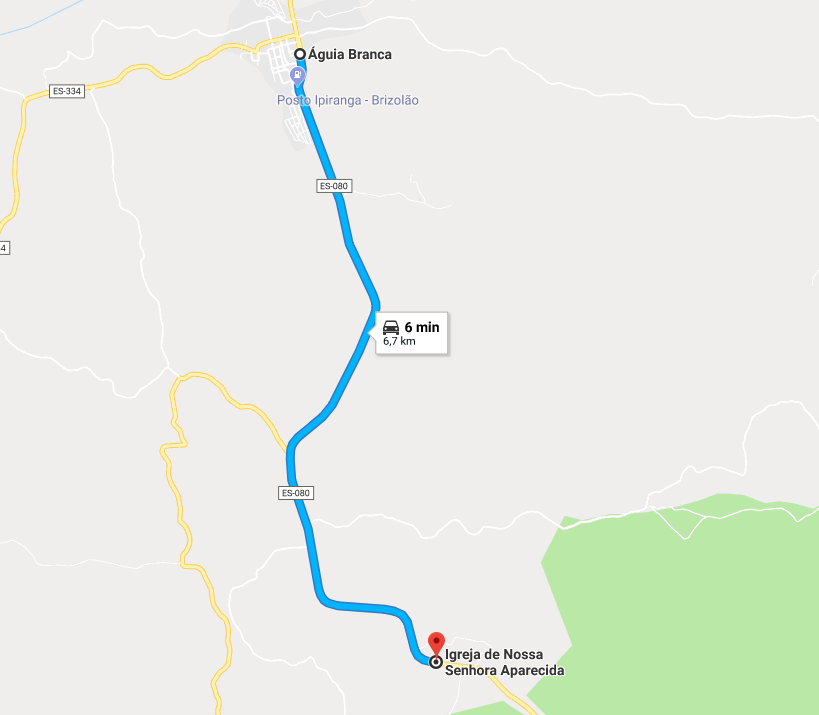 Águia Branca
ES-334
Posto Ipiranga - Brizolão
ES-080
4
6 min
6,7 km
ES-080
Igreja de Nossa
Senhora Aparecida